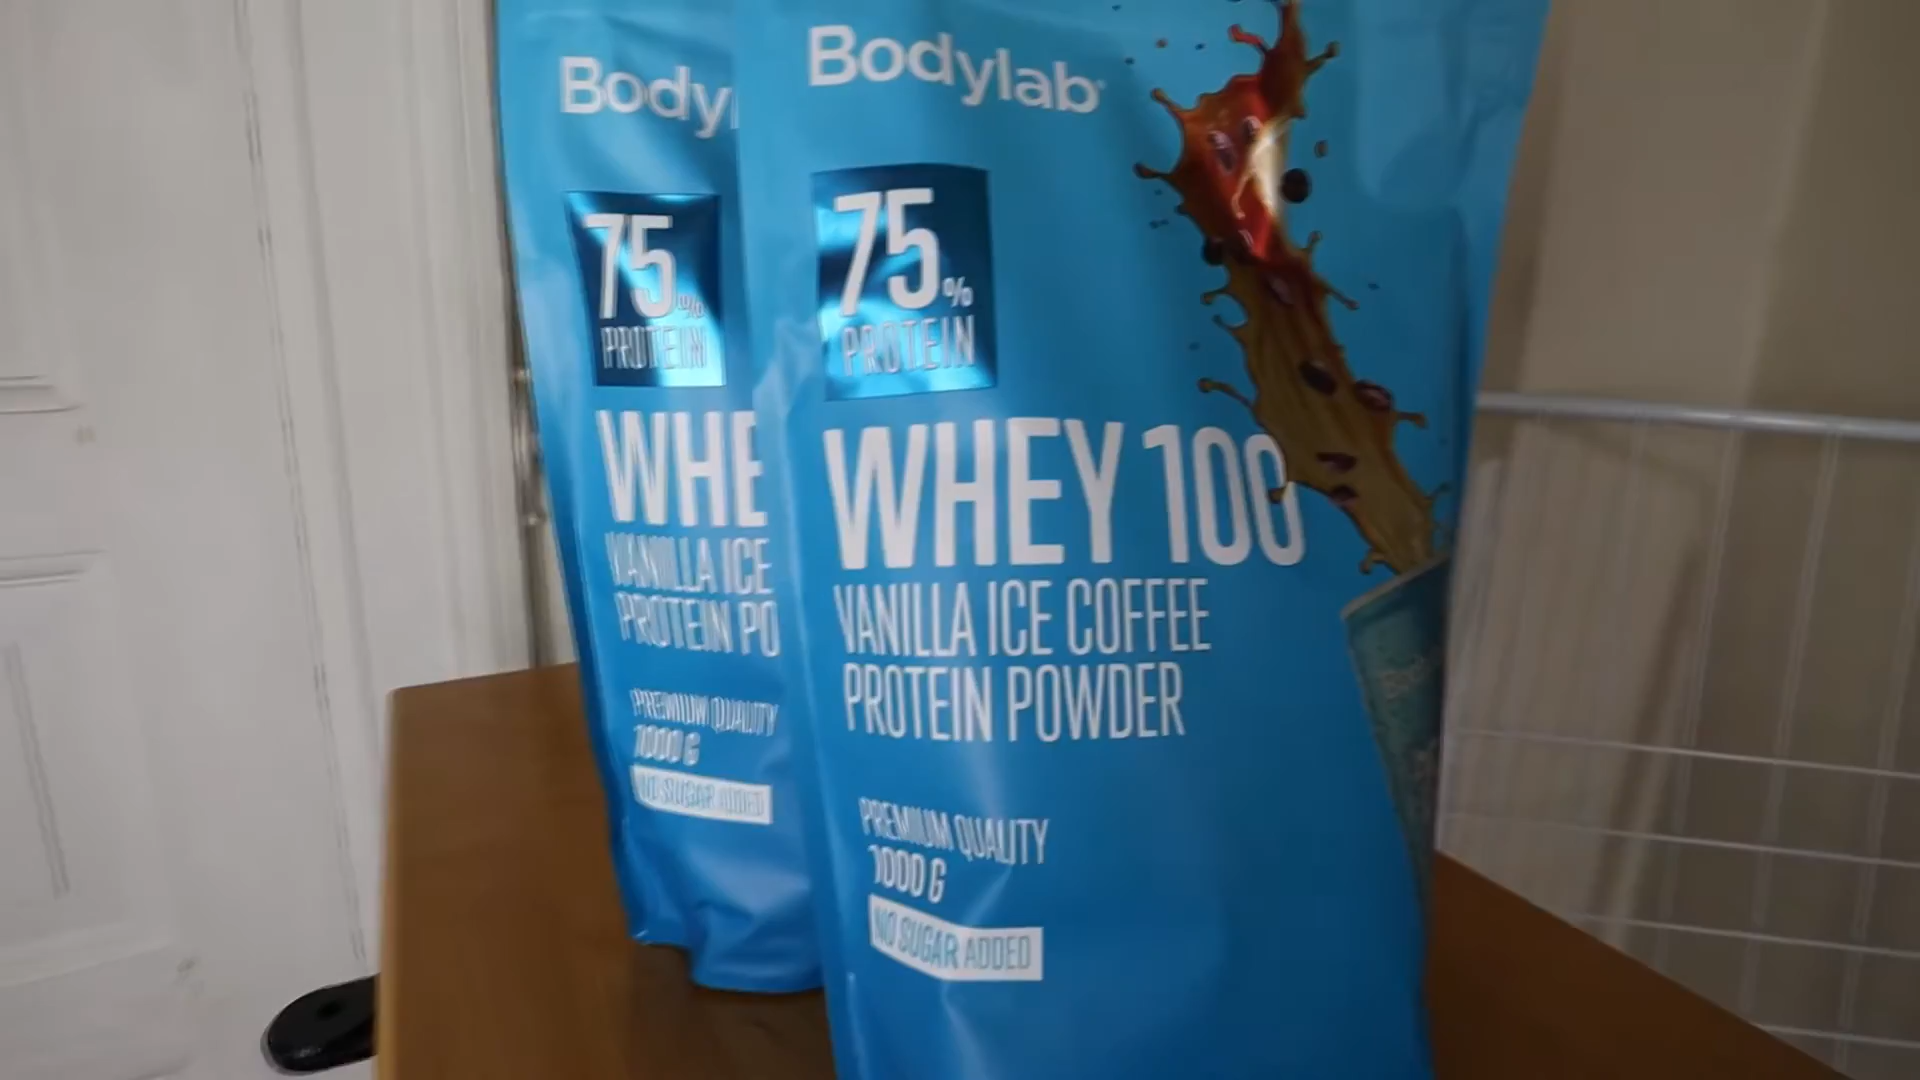 Body
75%
PROTEIN
WHE
VANILLA ICE
PROTEIN PO
PREMIUM QUALITY
1000 G
NO SUGAR ADDED
Bodylab
75%
PROTEIN
WHEY 100
VANILLA ICE COFFEE
PROTEIN POWDER
PREMIUM QUALITY
1000 G
NO SUGAR ADDED